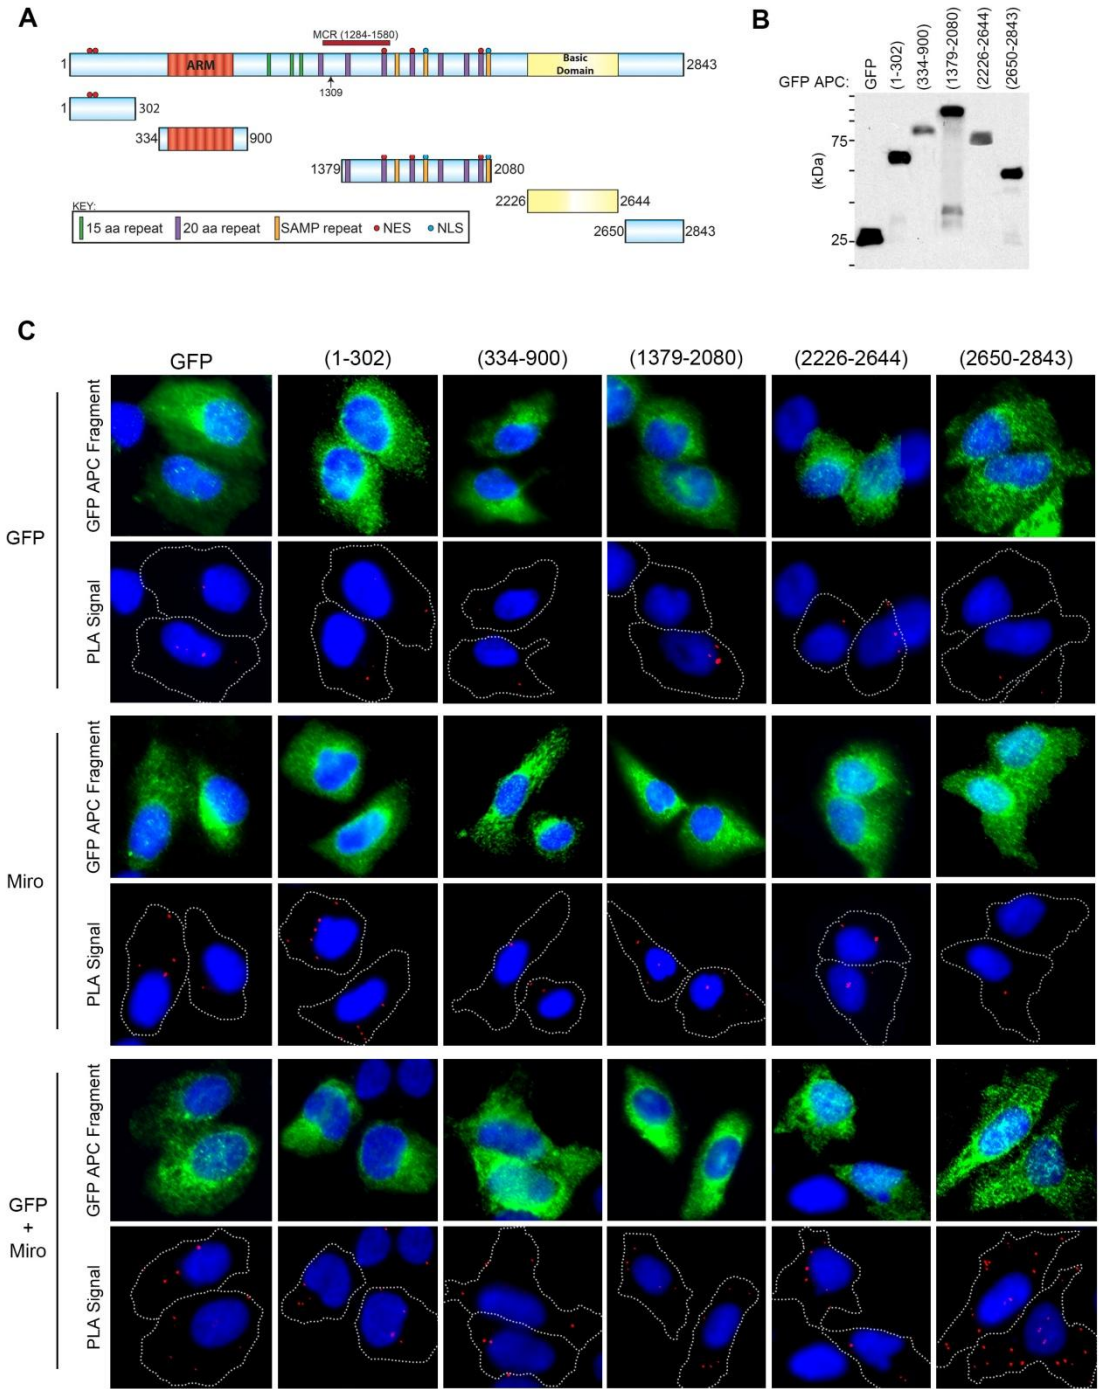 A
MCR (1284-1580)
1 ARM Basic Domain 2843
1309
1 302
334 900
1379 2080
2226 2644
2650 2843
KEY:
15 aa repeat 20 aa repeat SAMP repeat NES NLS
B
GFP APC: GFP (1-302) (334-900) (1379-2080) (2226-2644) (2650-2843)
75
(kDa)
25
C
GFP (1-302) (334-900) (1379-2080) (2226-2644) (2650-2843)
GFP
GFP APC Fragment
PLA Signal
Miro
GFP APC Fragment
PLA Signal
GFP
+
Miro
GFP APC Fragment
PLA Signal